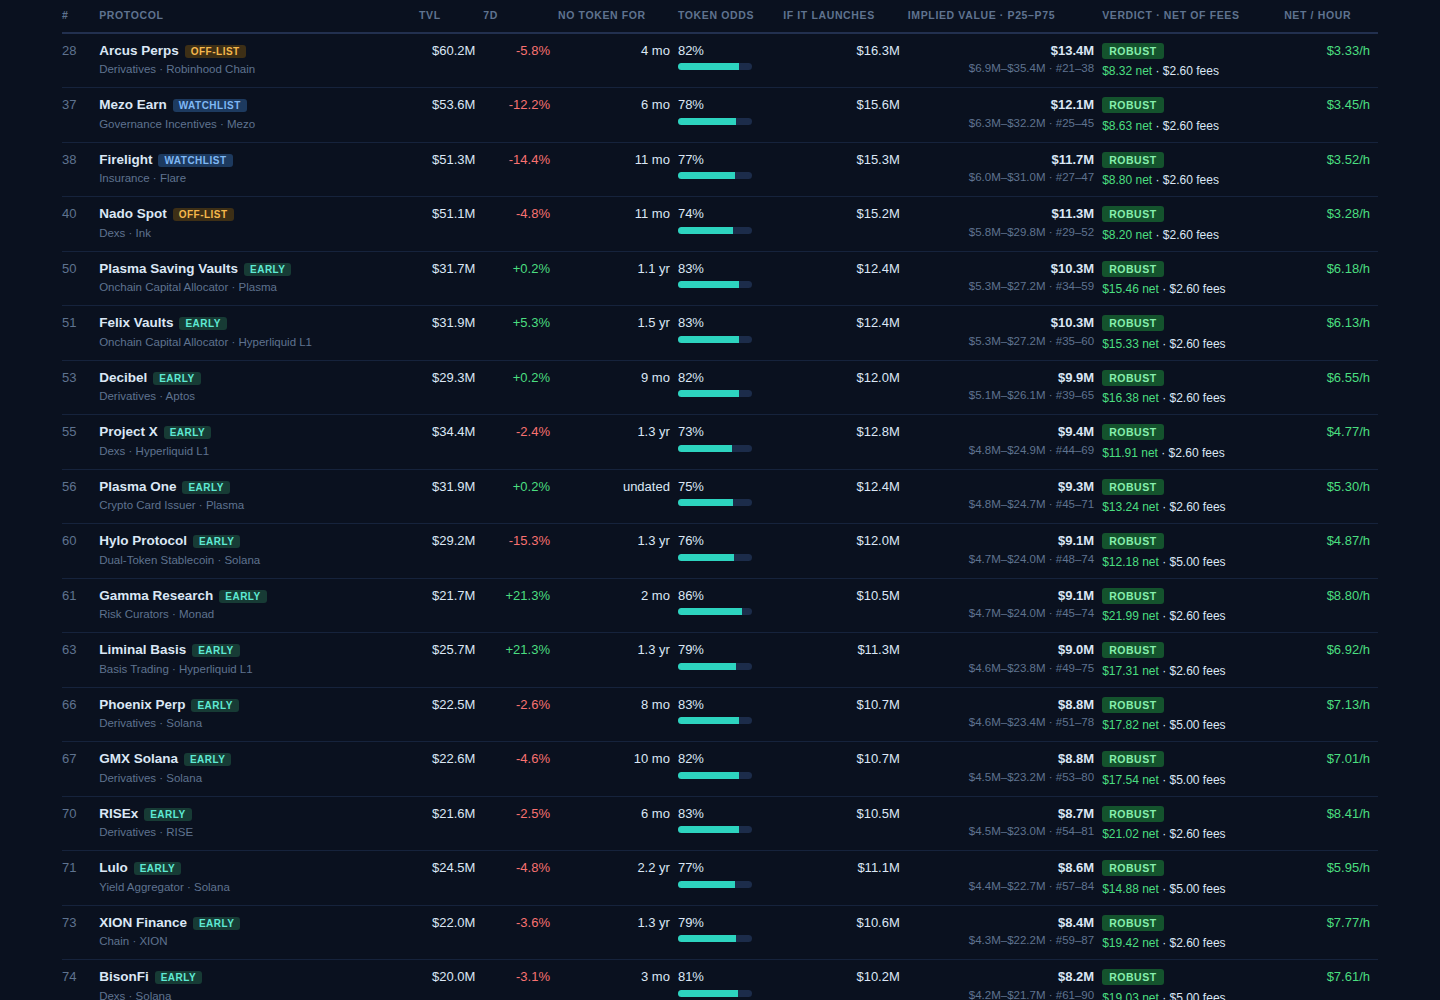 # PROTOCOL TVL 7D NO TOKEN FOR TOKEN ODDS IF IT LAUNCHES IMPLIED VALUE · P25–P75 VERDICT · NET OF FEES NET / HOUR
28 Arcus Perps OFF-LIST $60.2M -5.8% 4 mo 82% $16.3M $13.4M ROBUST $3.33/h
Derivatives · Robinhood Chain $6.9M–$35.4M · #21–38 $8.32 net · $2.60 fees
37 Mezo Earn WATCHLIST $53.6M -12.2% 6 mo 78% $15.6M $12.1M ROBUST $3.45/h
Governance Incentives · Mezo $6.3M–$32.2M · #25–45 $8.63 net · $2.60 fees
38 Firelight WATCHLIST $51.3M -14.4% 11 mo 77% $15.3M $11.7M ROBUST $3.52/h
Insurance · Flare $6.0M–$31.0M · #27–47 $8.80 net · $2.60 fees
40 Nado Spot OFF-LIST $51.1M -4.8% 11 mo 74% $15.2M $11.3M ROBUST $3.28/h
Dexs · Ink $5.8M–$29.8M · #29–52 $8.20 net · $2.60 fees
50 Plasma Saving Vaults EARLY $31.7M +0.2% 1.1 yr 83% $12.4M $10.3M ROBUST $6.18/h
Onchain Capital Allocator · Plasma $5.3M–$27.2M · #34–59 $15.46 net · $2.60 fees
51 Felix Vaults EARLY $31.9M +5.3% 1.5 yr 83% $12.4M $10.3M ROBUST $6.13/h
Onchain Capital Allocator · Hyperliquid L1 $5.3M–$27.2M · #35–60 $15.33 net · $2.60 fees
53 Decibel EARLY $29.3M +0.2% 9 mo 82% $12.0M $9.9M ROBUST $6.55/h
Derivatives · Aptos $5.1M–$26.1M · #39–65 $16.38 net · $2.60 fees
55 Project X EARLY $34.4M -2.4% 1.3 yr 73% $12.8M $9.4M ROBUST $4.77/h
Dexs · Hyperliquid L1 $4.8M–$24.9M · #44–69 $11.91 net · $2.60 fees
56 Plasma One EARLY $31.9M +0.2% undated 75% $12.4M $9.3M ROBUST $5.30/h
Crypto Card Issuer · Plasma $4.8M–$24.7M · #45–71 $13.24 net · $2.60 fees
60 Hylo Protocol EARLY $29.2M -15.3% 1.3 yr 76% $12.0M $9.1M ROBUST $4.87/h
Dual-Token Stablecoin · Solana $4.7M–$24.0M · #48–74 $12.18 net · $5.00 fees
61 Gamma Research EARLY $21.7M +21.3% 2 mo 86% $10.5M $9.1M ROBUST $8.80/h
Risk Curators · Monad $4.7M–$24.0M · #45–74 $21.99 net · $2.60 fees
63 Liminal Basis EARLY $25.7M +21.3% 1.3 yr 79% $11.3M $9.0M ROBUST $6.92/h
Basis Trading · Hyperliquid L1 $4.6M–$23.8M · #49–75 $17.31 net · $2.60 fees
66 Phoenix Perp EARLY $22.5M -2.6% 8 mo 83% $10.7M $8.8M ROBUST $7.13/h
Derivatives · Solana $4.6M–$23.4M · #51–78 $17.82 net · $5.00 fees
67 GMX Solana EARLY $22.6M -4.6% 10 mo 82% $10.7M $8.8M ROBUST $7.01/h
Derivatives · Solana $4.5M–$23.2M · #53–80 $17.54 net · $5.00 fees
70 RISEx EARLY $21.6M -2.5% 6 mo 83% $10.5M $8.7M ROBUST $8.41/h
Derivatives · RISE $4.5M–$23.0M · #54–81 $21.02 net · $2.60 fees
71 Lulo EARLY $24.5M -4.8% 2.2 yr 77% $11.1M $8.6M ROBUST $5.95/h
Yield Aggregator · Solana $4.4M–$22.7M · #57–84 $14.88 net · $5.00 fees
73 XION Finance EARLY $22.0M -3.6% 1.3 yr 79% $10.6M $8.4M ROBUST $7.77/h
Chain · XION $4.3M–$22.2M · #59–87 $19.42 net · $2.60 fees
74 BisonFi EARLY $20.0M -3.1% 3 mo 81% $10.2M $8.2M ROBUST $7.61/h
Dexs · Solana $4.2M–$21.7M · #61–90 $19.03 net · $5.00 fees